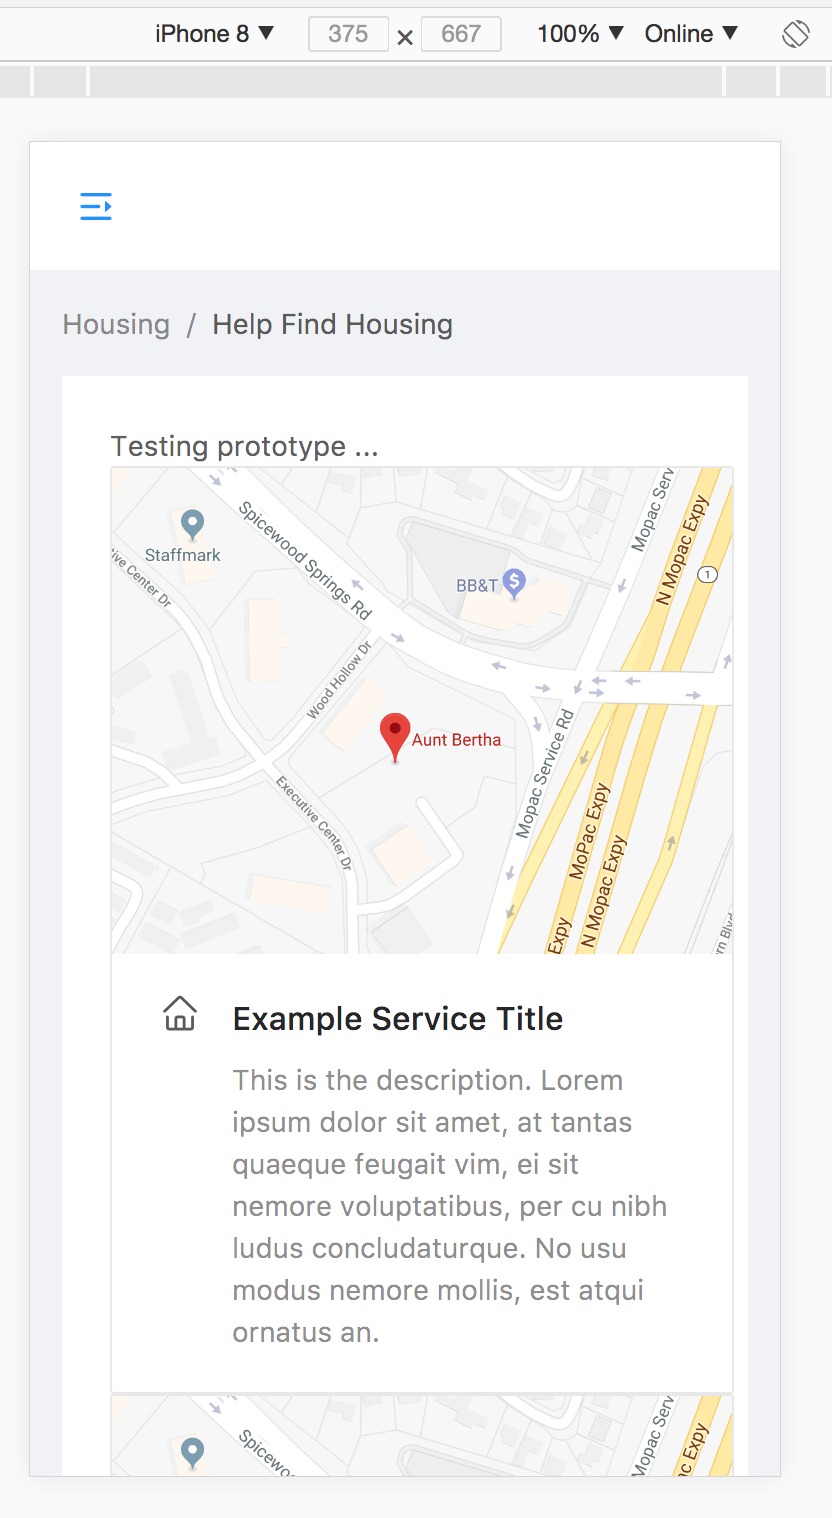 iPhone 8 ▼ 375 × 667 100% ▼ Online ▼
Housing / Help Find Housing
Testing prototype ...
Mopac Serv
N Mopac Expy
Spicewood Springs Rd
Staffmark
ive Center Dr
BB&T
$
1
Wood Hollow Dr
Aunt Bertha
Mopac Service Rd
Executive Center Dr
MoPac Expy
N Mopac Expy
Expy
rn Blvd
Example Service Title
This is the description. Lorem
ipsum dolor sit amet, at tantas
quaeque feugait vim, ei sit
nemore voluptatibus, per cu nibh
ludus concludaturque. No usu
modus nemore mollis, est atqui
ornatus an.
Mopac Serv
ac Expy
Spicewoo